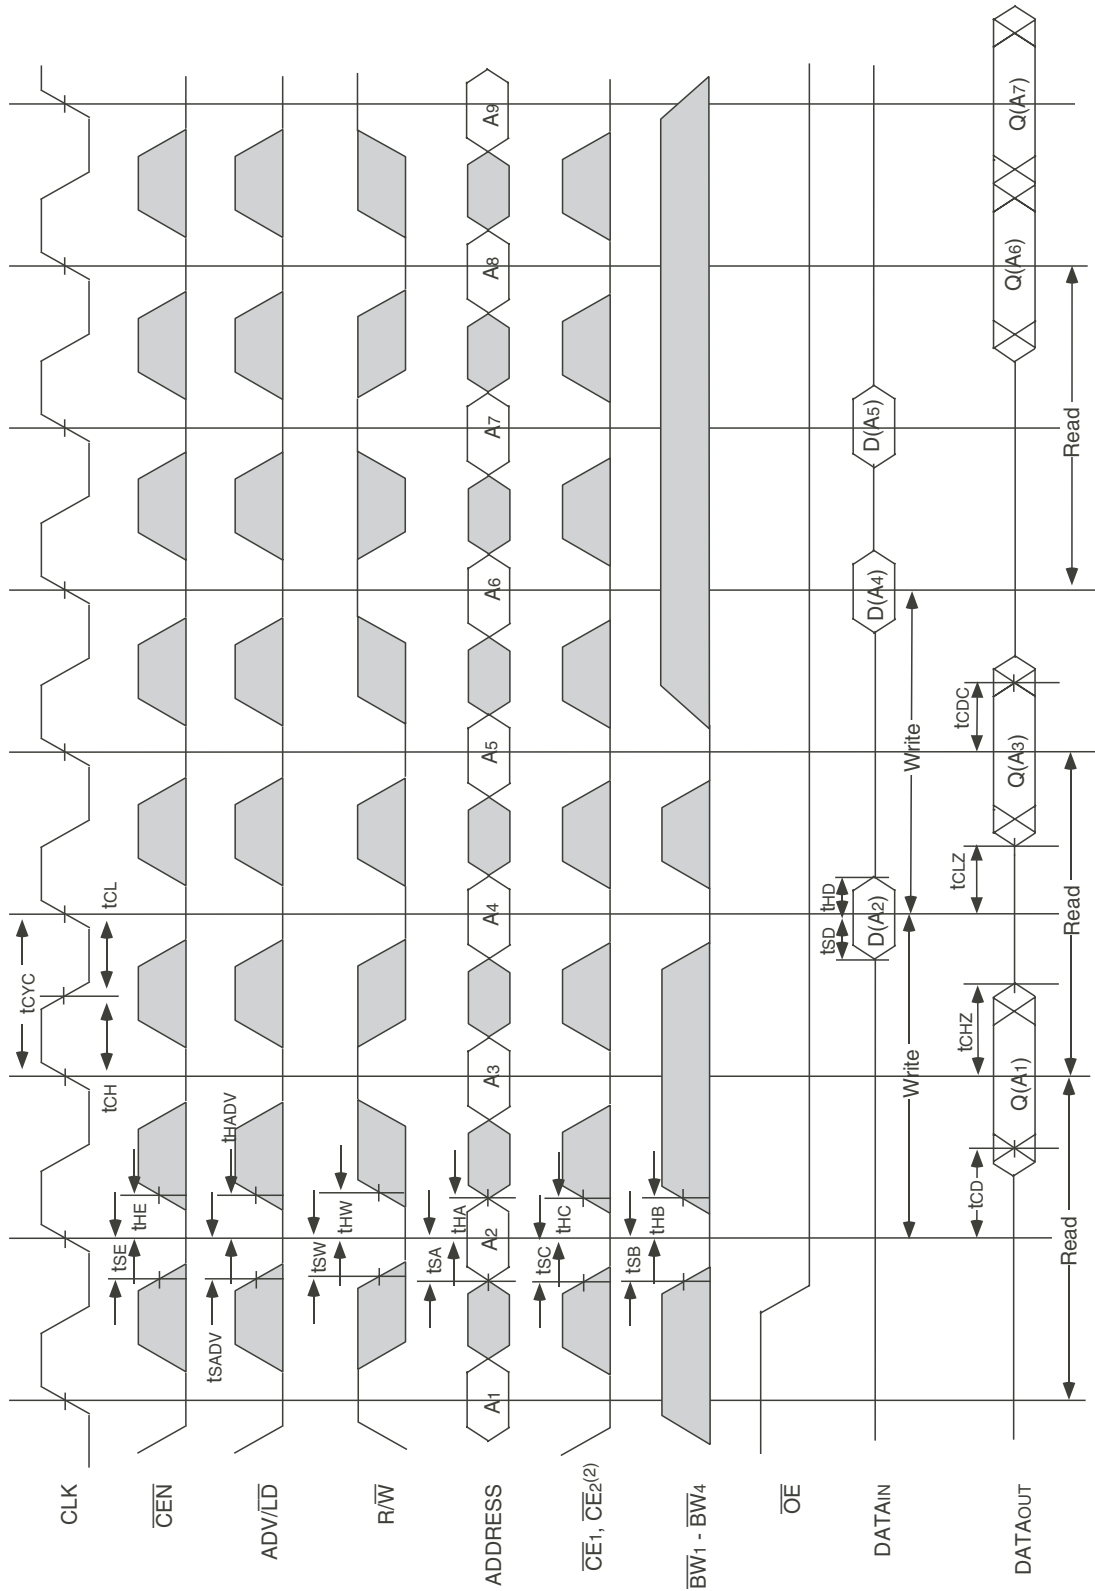 tCYC
tCH
tCL
CLK
tSE
tHE
CEN
tSADV
tHADV
ADV/LD
tSW
tHW
R/W
tSA
tHA
ADDRESS
A1
A2
A3
A4
A5
A6
A7
A8
A9
tSC
tHC
CE1, CE2(2)
tSB
tHB
BW1 - BW4
OE
tSD
tHD
DATAIN
D(A2)
D(A4)
D(A5)
Write
Write
tCD
tCHZ
tCLZ
tCDC
DATAOUT
Q(A1)
Q(A3)
Q(A6)
Q(A7)
Read
Read
Read